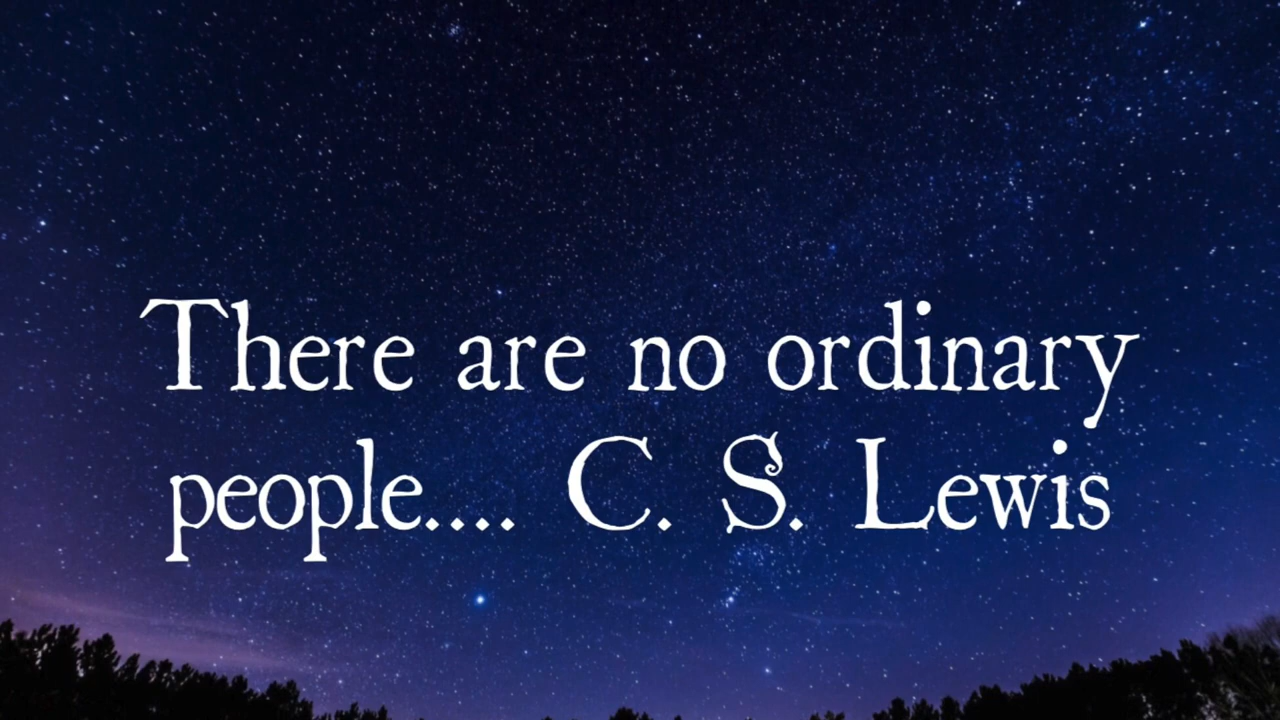 There are no ordinary
people.... C. S. Lewis